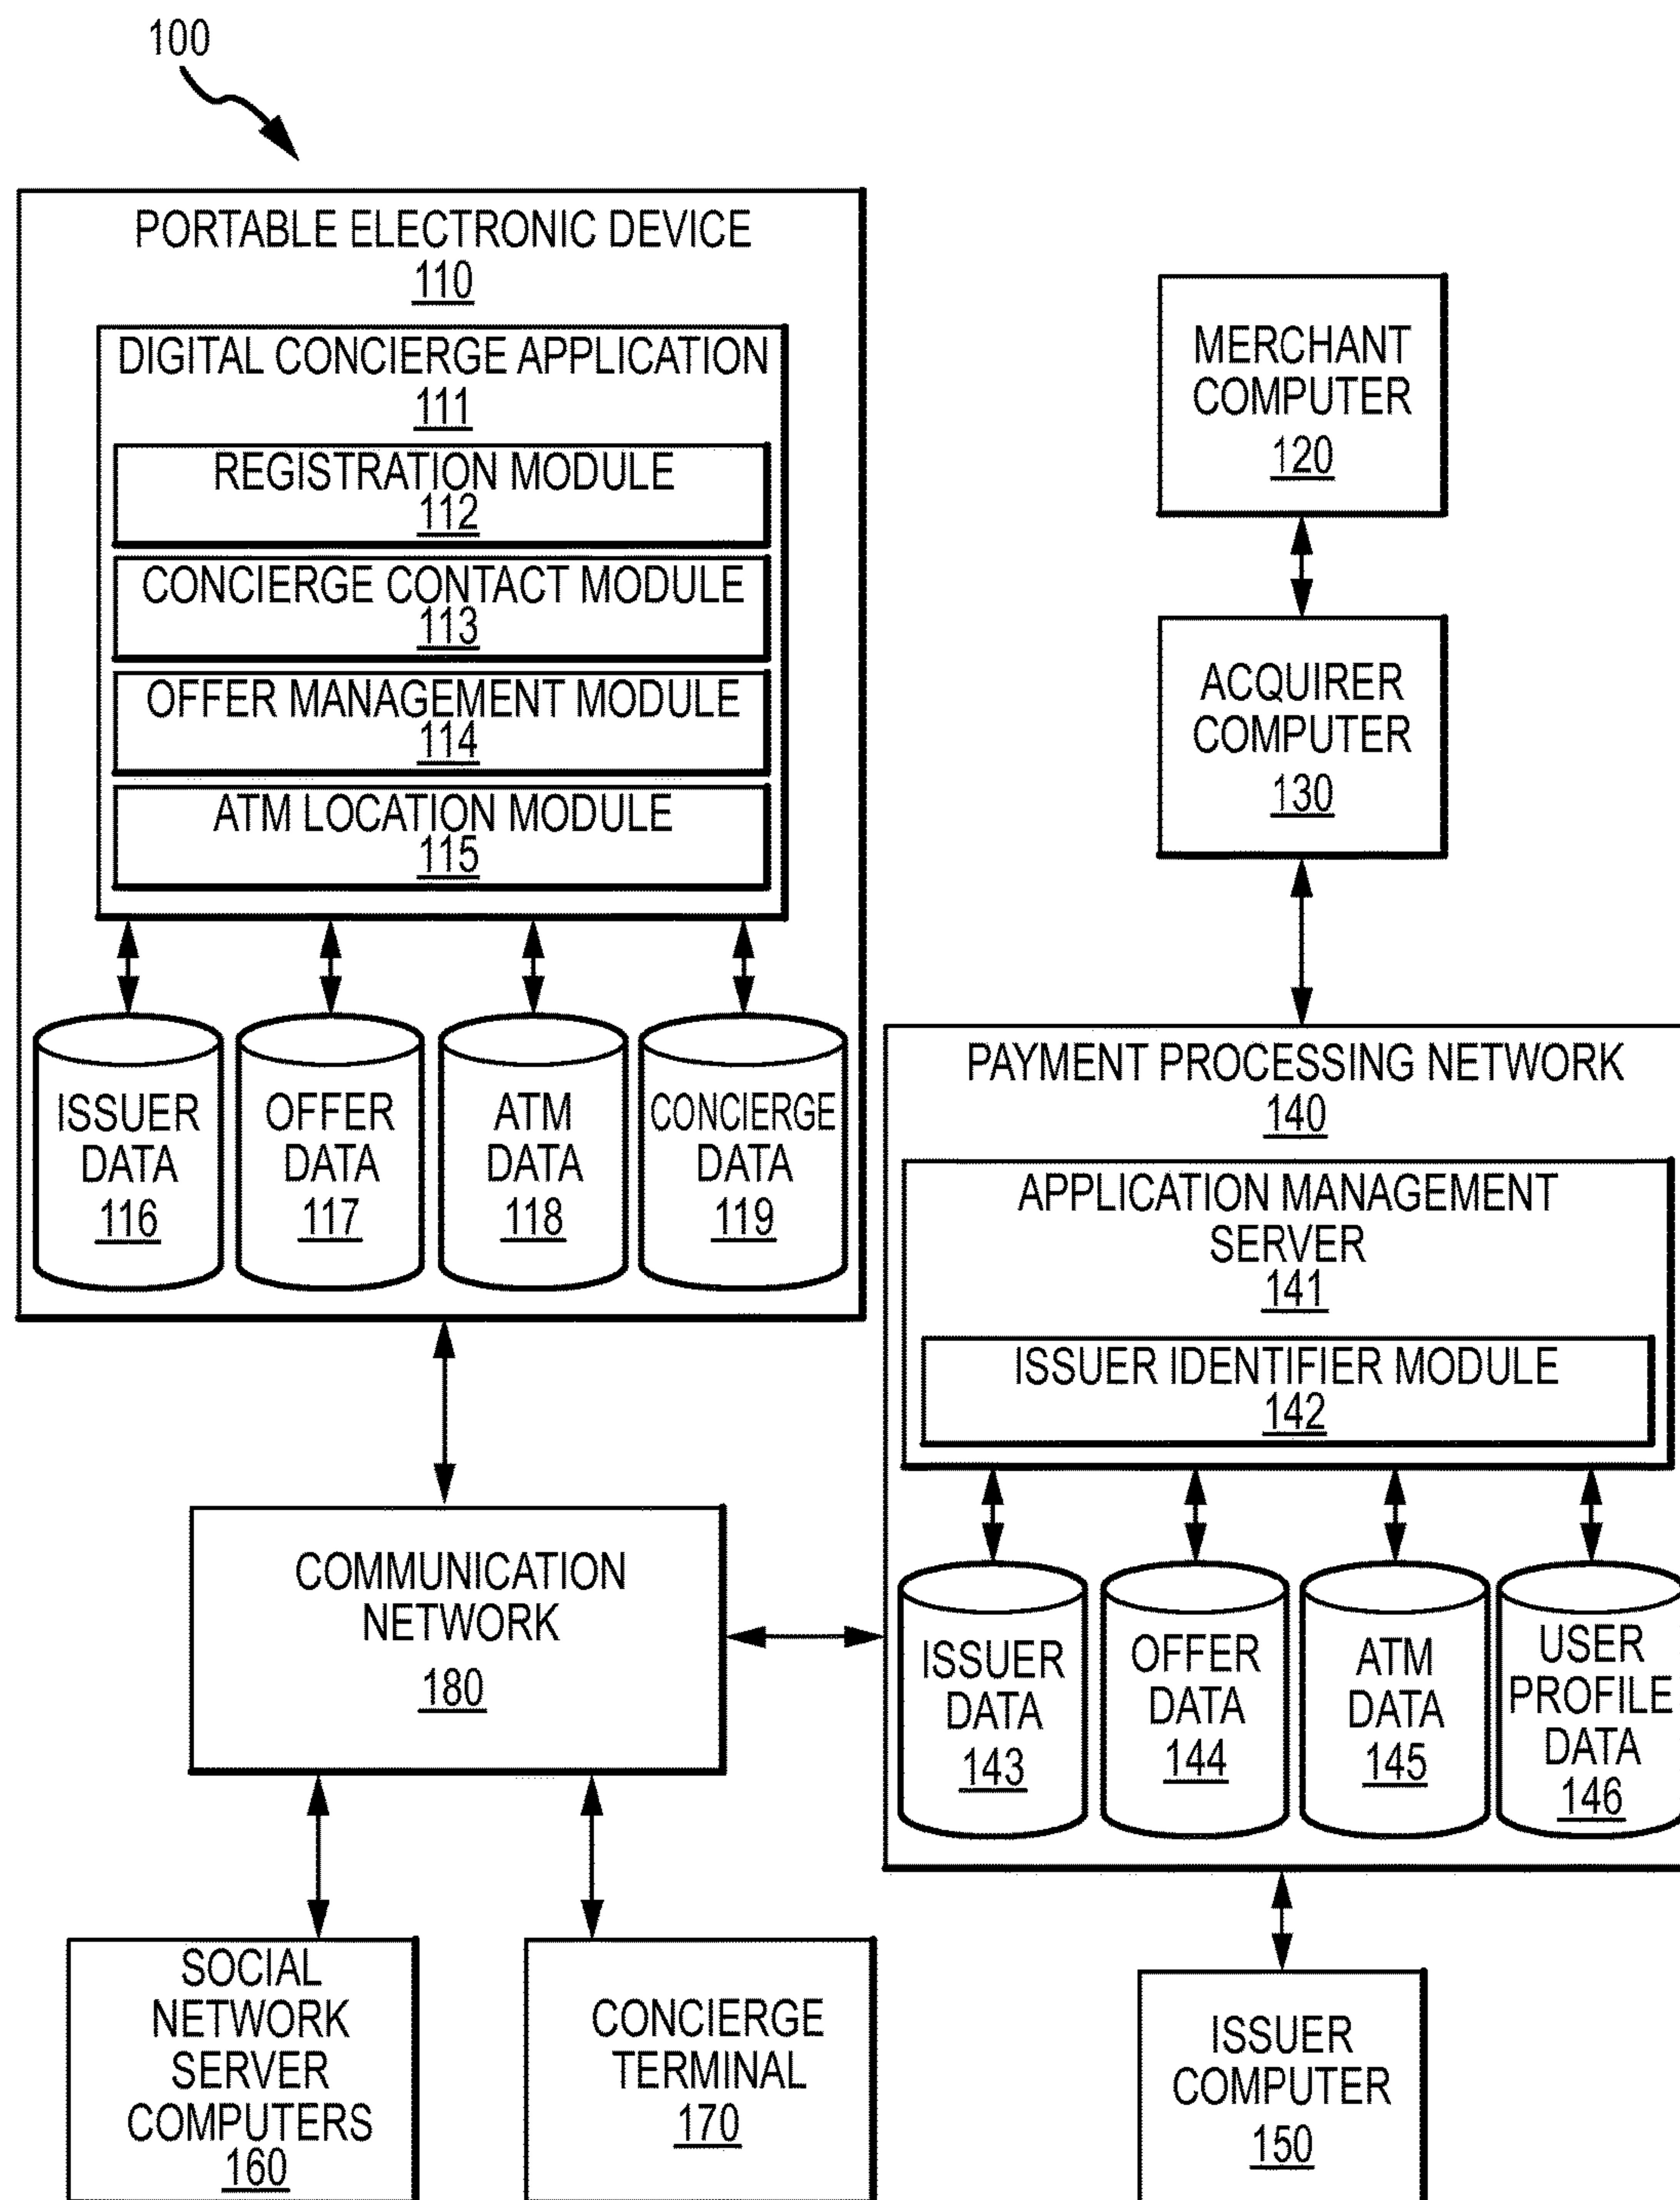 100
PORTABLE ELECTRONIC DEVICE
110
DIGITAL CONCIERGE APPLICATION
111
REGISTRATION MODULE
112
CONCIERGE CONTACT MODULE
113
OFFER MANAGEMENT MODULE
114
ATM LOCATION MODULE
115
ISSUER
DATA
116
OFFER
DATA
117
ATM
DATA
118
CONCIERGE
DATA
119
MERCHANT
COMPUTER
120
ACQUIRER
COMPUTER
130
PAYMENT PROCESSING NETWORK
140
APPLICATION MANAGEMENT
SERVER
141
ISSUER IDENTIFIER MODULE
142
ISSUER
DATA
143
OFFER
DATA
144
ATM
DATA
145
USER
PROFILE
DATA
146
COMMUNICATION
NETWORK
180
SOCIAL
NETWORK
SERVER
COMPUTERS
160
CONCIERGE
TERMINAL
170
ISSUER
COMPUTER
150